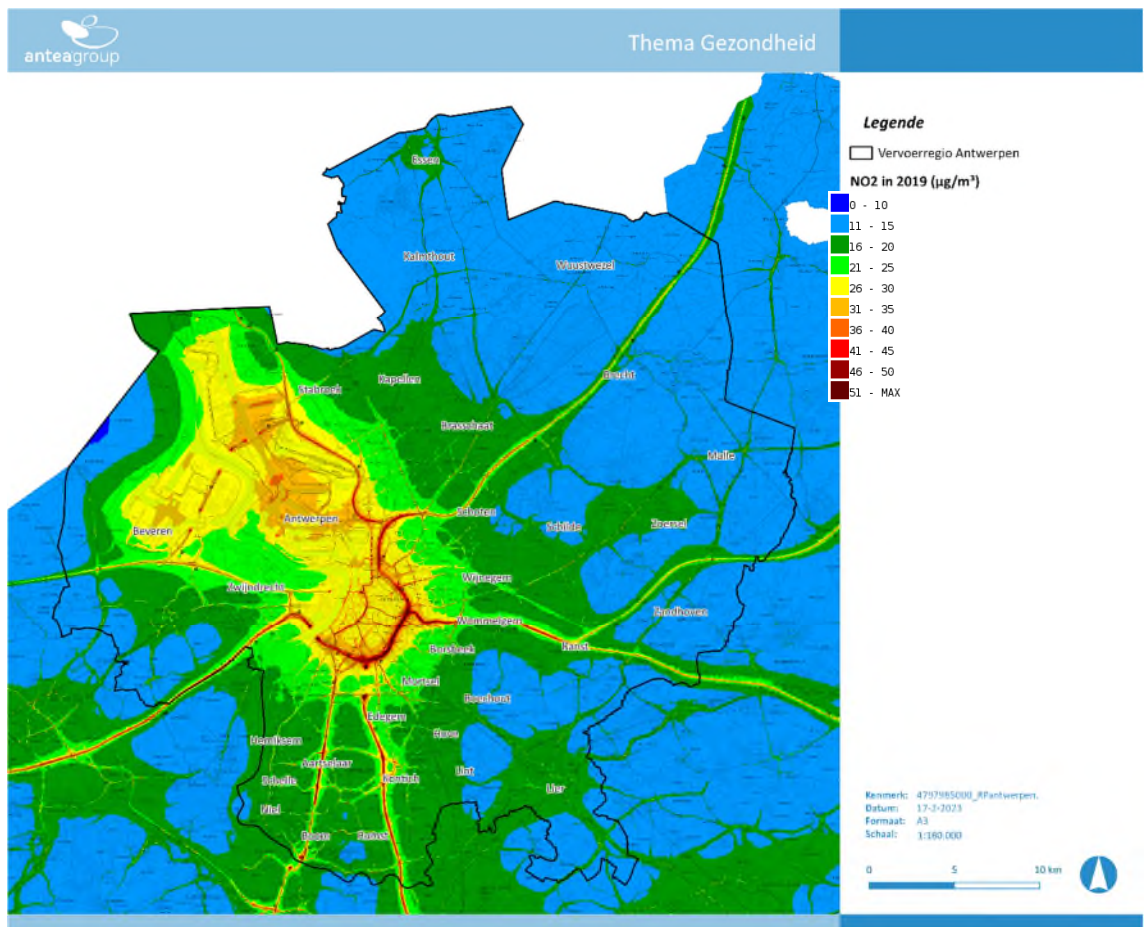 anteagroup
Thema Gezondheid
Legende
Vervoerregio Antwerpen
NO2 in 2019 (µg/m³)
0 - 10
11 - 15
16 - 20
21 - 25
26 - 30
31 - 35
36 - 40
41 - 45
46 - 50
51 - MAX
Essen
Kalmthout
Wuustwezel
Stabroek
Kapellen
Brecht
Brasschaat
Malle
Schoten
Antwerpen
Schilde
Zoersel
Beveren
Wijnegem
Zwijndrecht
Zandhoven
Wommelgem
Ranst
Borsbeek
Mortsel
Boechout
Edegem
Hove
Hemiksem
Aartselaar
Lint
Kontich
Schelle
Lier
Niel
Boom
Rumst
Kenmerk: 4797985000_RPantwerpen.
Datum: 17-2-2023
Formaat: A3
Schaal: 1:180.000
0 5 10 km